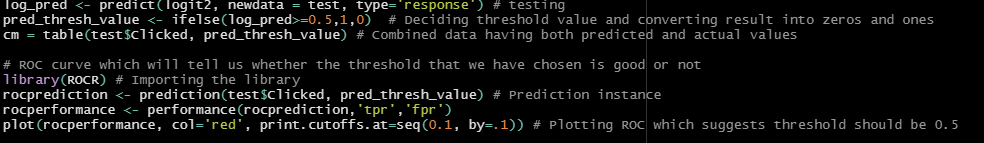 log_pred <- predict(logit2, newdata = test, type='response') # testing
pred_thresh_value <- ifelse(log_pred>=0.5,1,0)  # Deciding threshold value and converting result into zeros and ones
cm = table(test$Clicked, pred_thresh_value) # Combined data having both predicted and actual values
# ROC curve which will tell us whether the threshold that we have chosen is good or not
library(ROCR) # Importing the library
rocprediction <- prediction(test$Clicked, pred_thresh_value) # Prediction instance
rocperformance <- performance(rocprediction,'tpr','fpr')
plot(rocperformance, col='red', print.cutoffs.at=seq(0.1, by=.1)) # Plotting ROC which suggests threshold should be 0.5